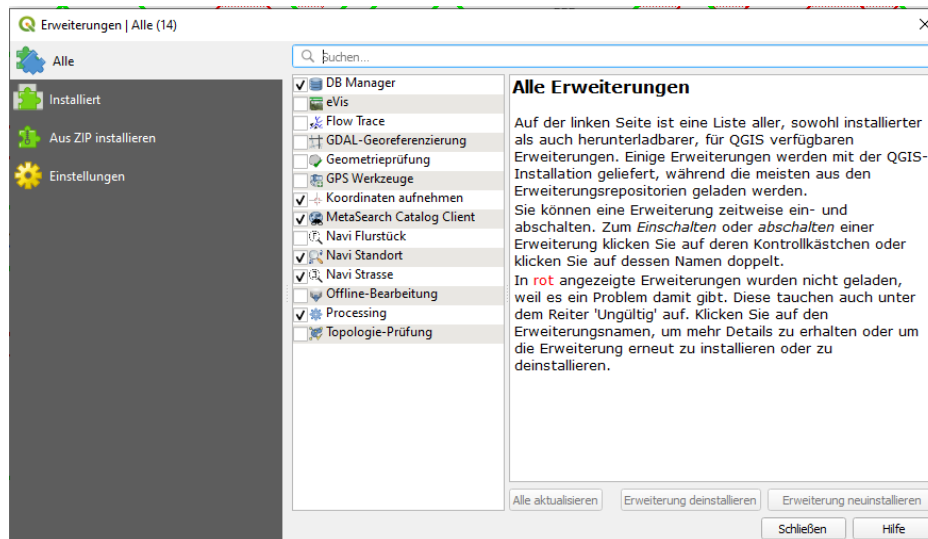 Erweiterungen | Alle (14)
Alle
Installiert
Aus ZIP installieren
Einstellungen
Suchen...
DB Manager
eVis
Flow Trace
GDAL-Georeferenzierung
Geometrieprüfung
GPS Werkzeuge
Koordinaten aufnehmen
MetaSearch Catalog Client
Navi Flurstück
Navi Standort
Navi Strasse
Offline-Bearbeitung
Processing
Topologie-Prüfung
Alle Erweiterungen
Auf der linken Seite ist eine Liste aller, sowohl installierter
als auch herunterladbarer, für QGIS verfügbaren
Erweiterungen. Einige Erweiterungen werden mit der QGIS-
Installation geliefert, während die meisten aus den
Erweiterungsrepositorien geladen werden.
Sie können eine Erweiterung zeitweise ein- und
abschalten. Zum Einschalten oder abschalten einer
Erweiterung klicken Sie auf deren Kontrollkästchen oder
klicken Sie auf dessen Namen doppelt.
In rot angezeigte Erweiterungen wurden nicht geladen,
weil es ein Problem damit gibt. Diese tauchen auch unter
dem Reiter 'Ungültig' auf. Klicken Sie auf den
Erweiterungsnamen, um mehr Details zu erhalten oder um
die Erweiterung erneut zu installieren oder zu
deinstallieren.
Alle aktualisieren
Erweiterung deinstallieren
Erweiterung neuinstallieren
Schließen
Hilfe